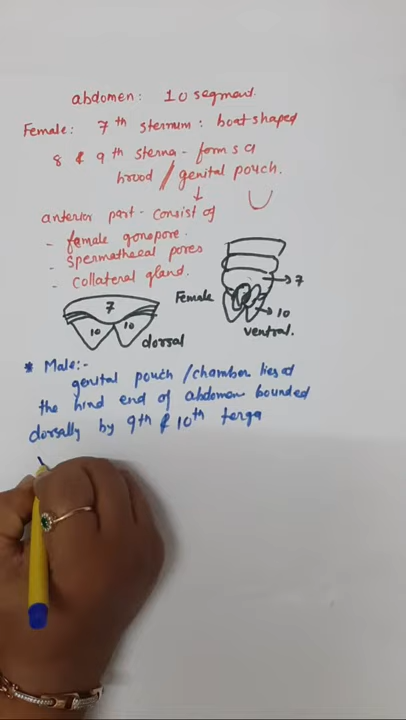 abdomen: 10 segment.
Female: 7th sternum: boat shaped
8 & 9th sterna - forms a
brood / genital pouch.
anterior part - consist of
- female gonopore.
- spermathecal pores
- collateral gland.
7
10 10
dorsal
Female
7
10
ventral.
* Male:-
genital pouch /chamber lies at
the hind end of abdomen bounded
dorsally by 9th & 10th terga